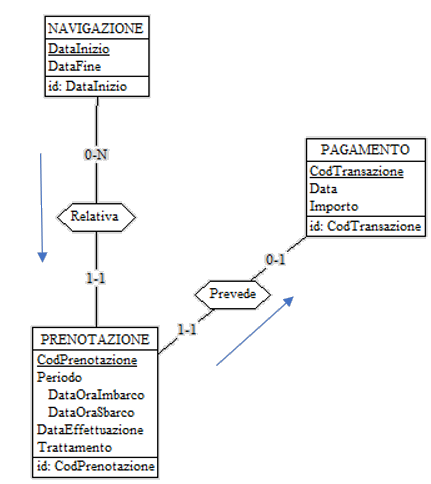 NAVIGAZIONE
DataInizio
DataFine
id: DataInizio
0-N
Relativa
1-1
PAGAMENTO
CodTransazione
Data
Importo
id: CodTransazione
0-1
Prevede
1-1
PRENOTAZIONE
CodPrenotazione
Periodo
DataOraImbarco
DataOraSbarco
DataEffettuazione
Trattamento
id: CodPrenotazione